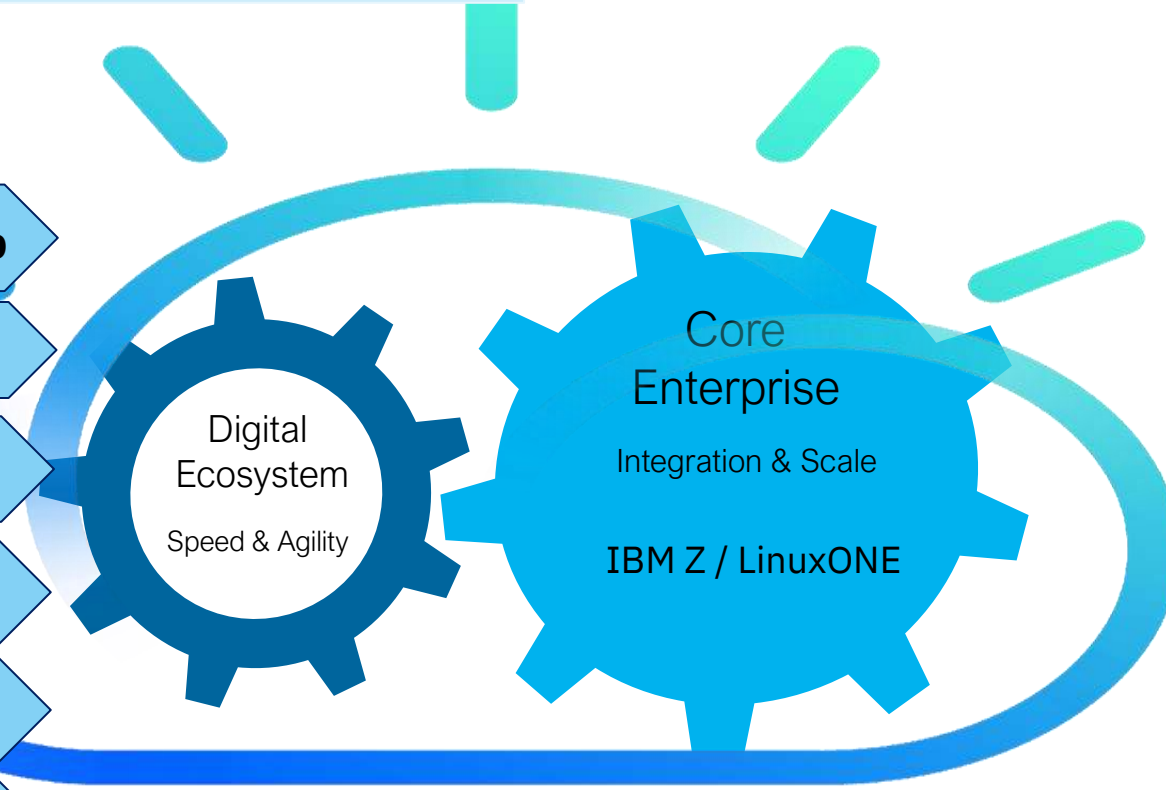 Digital
Ecosystem
Speed & Agility
Core
Enterprise
Integration & Scale
IBM Z / LinuxONE